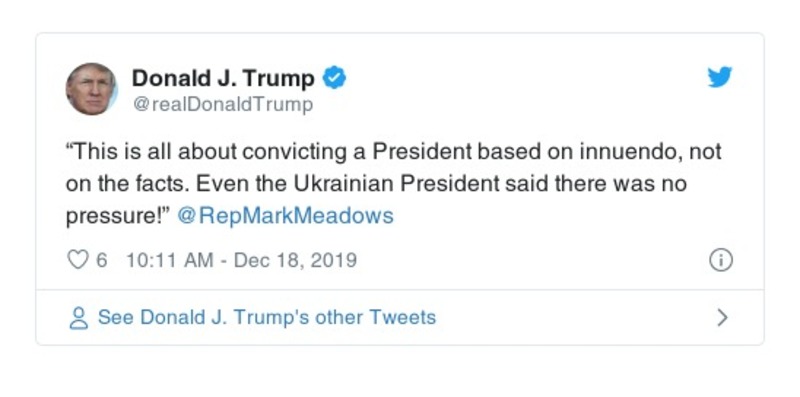 Donald J. Trump
@realDonaldTrump
“This is all about convicting a President based on innuendo, not
on the facts. Even the Ukrainian President said there was no
pressure!” @RepMarkMeadows
6 10:11 AM - Dec 18, 2019
See Donald J. Trump's other Tweets